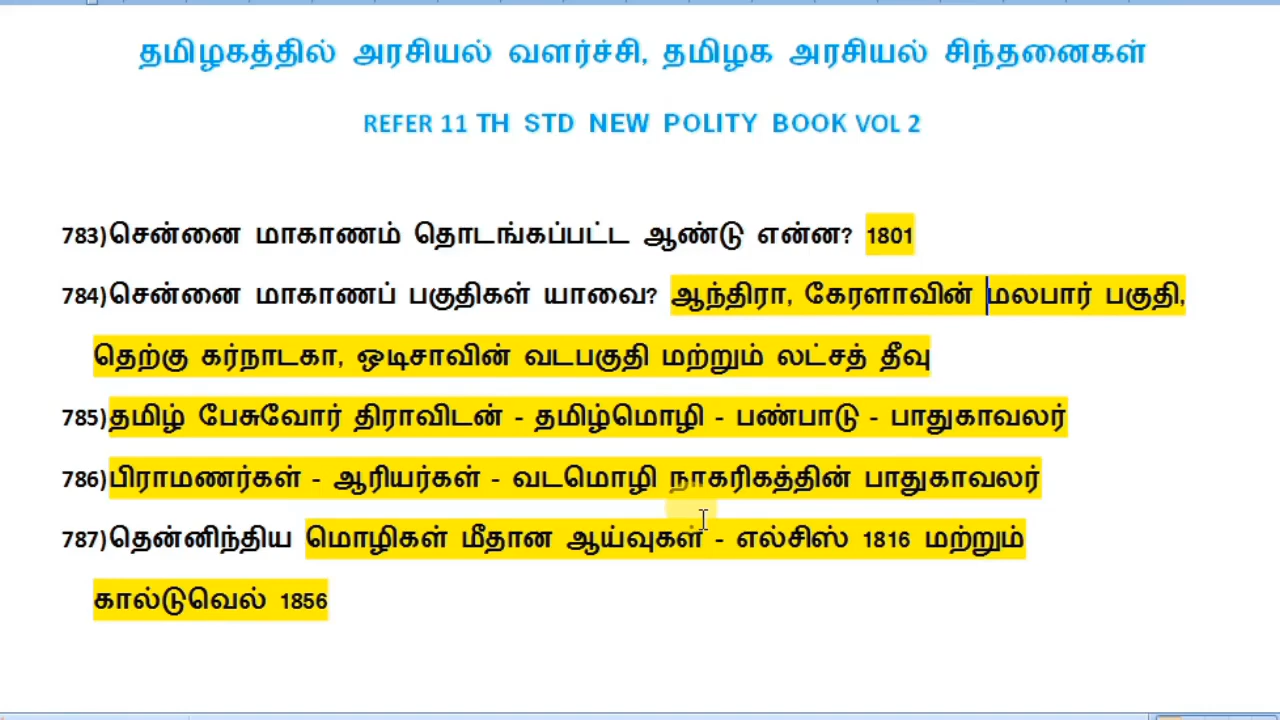 தமிழகத்தில் அரசியல் வளர்ச்சி, தமிழக அரசியல் சிந்தனைகள்
REFER 11 TH STD NEW POLITY BOOK VOL 2
783)சென்னை மாகாணம் தொடங்கப்பட்ட ஆண்டு என்ன? 1801
784)சென்னை மாகாணப் பகுதிகள் யாவை? ஆந்திரா, கேரளாவின் மலபார் பகுதி,
தெற்கு கர்நாடகா, ஒடிசாவின் வடபகுதி மற்றும் லட்சத் தீவு
785)தமிழ் பேசுவோர் திராவிடன் - தமிழ்மொழி - பண்பாடு - பாதுகாவலர்
786)பிராமணர்கள் - ஆரியர்கள் - வடமொழி நாகரிகத்தின் பாதுகாவலர்
787)தென்னிந்திய மொழிகள் மீதான ஆய்வுகள் - எல்சிஸ் 1816 மற்றும்
கால்டுவெல் 1856